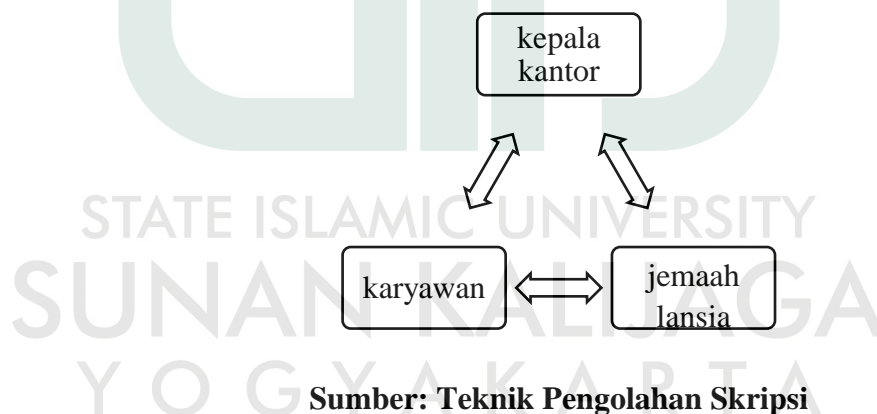 kepala
kantor
STATE ISLAMIC UNIVERSITY
SUNAN KALIJAGA
karyawan
jemaah
lansia
YOGYAKARTA
Sumber: Teknik Pengolahan Skripsi